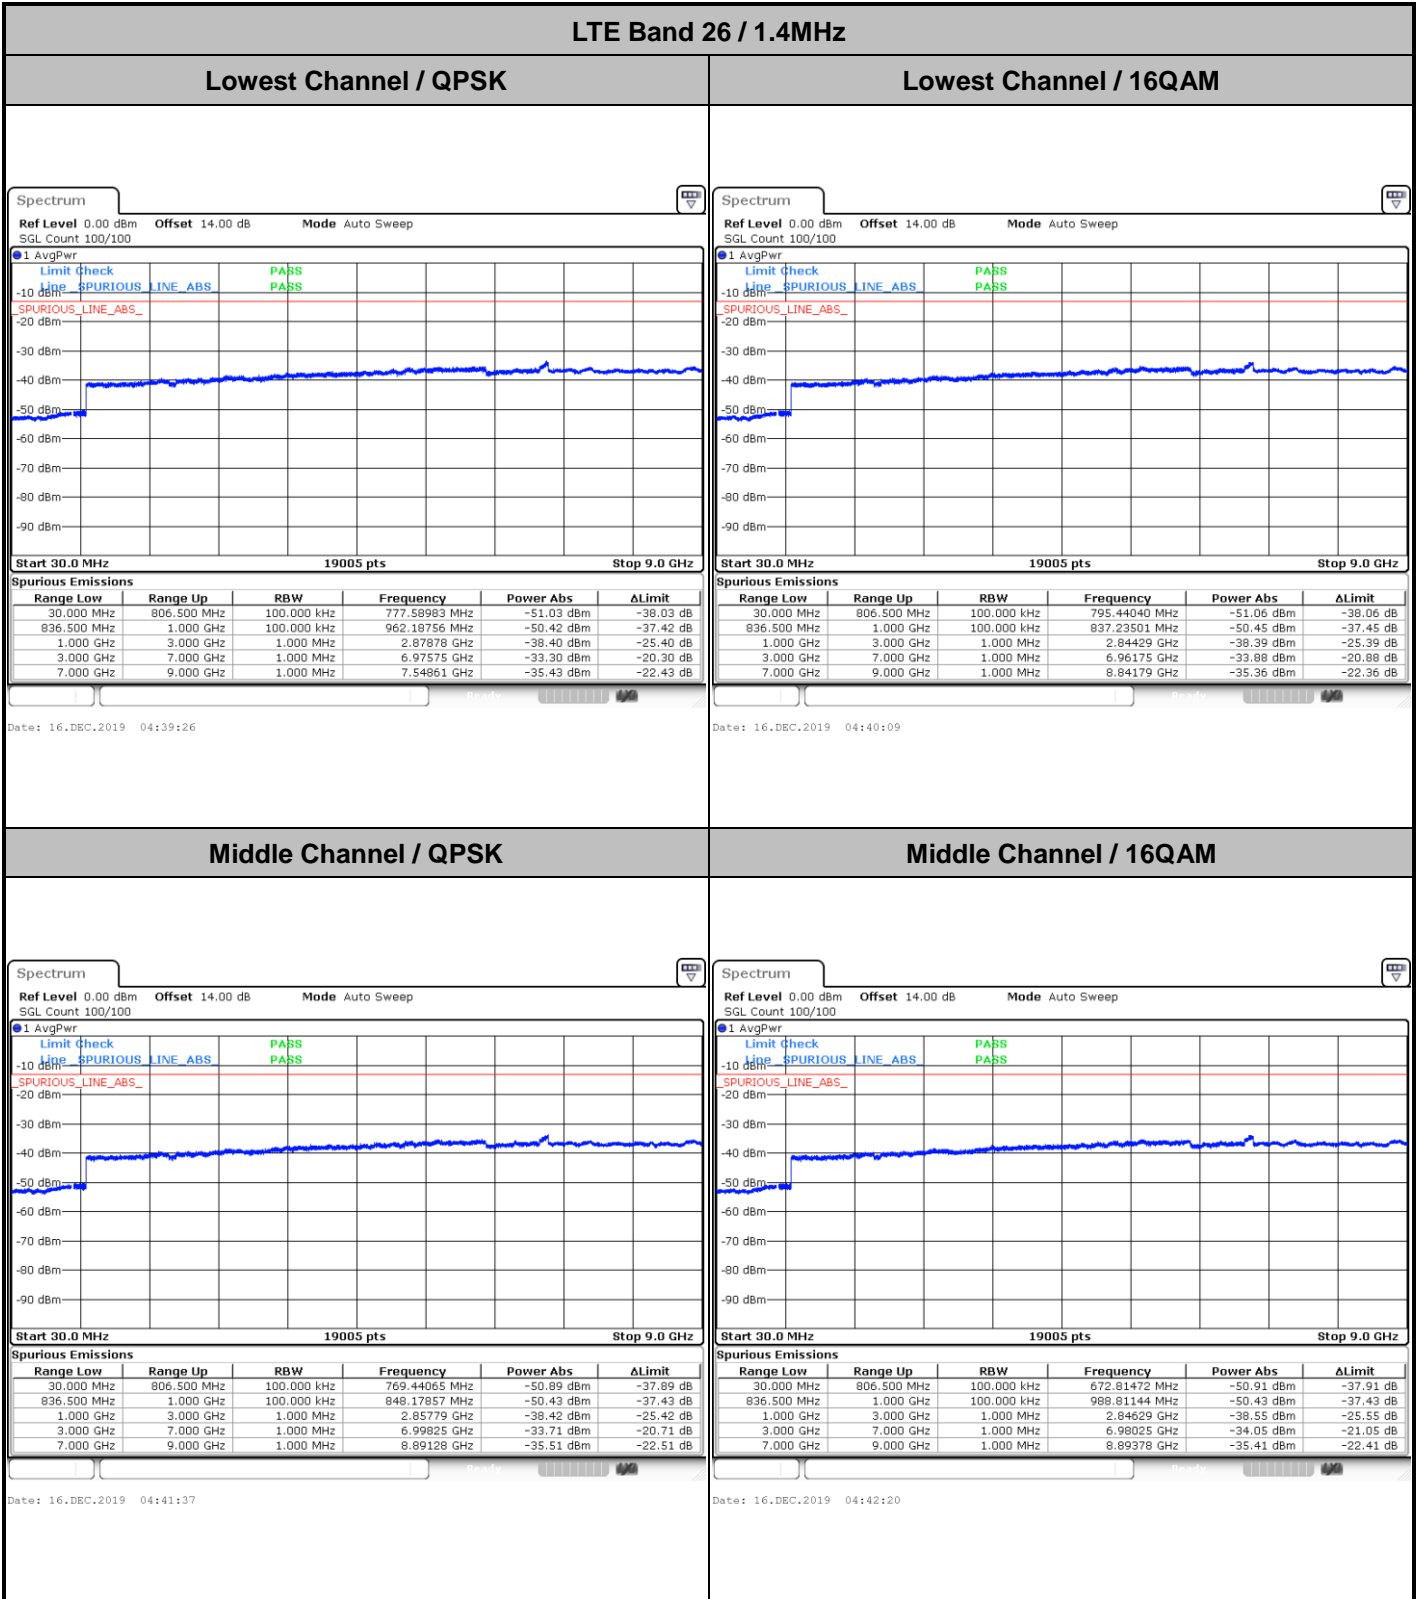 LTE Band 26 / 1.4MHz
Lowest Channel / QPSK
Lowest Channel / 16QAM
Spectrum
Ref Level 0.00 dBm Offset 14.00 dB Mode Auto Sweep
SGL Count 100/100
1 AvgPwr
Limit Check PASS
Line _SPURIOUS_LINE_ABS_ PASS
-10 dBm
_SPURIOUS_LINE_ABS_
-20 dBm
-30 dBm
-40 dBm
-50 dBm
-60 dBm
-70 dBm
-80 dBm
-90 dBm
Start 30.0 MHz 19005 pts Stop 9.0 GHz
Spurious Emissions
Range Low Range Up RBW Frequency Power Abs ΔLimit
30.000 MHz 806.500 MHz 100.000 kHz 777.58983 MHz -51.03 dBm -38.03 dB
836.500 MHz 1.000 GHz 100.000 kHz 962.18756 MHz -50.42 dBm -37.42 dB
1.000 GHz 3.000 GHz 1.000 MHz 2.87878 GHz -38.40 dBm -25.40 dB
3.000 GHz 7.000 GHz 1.000 MHz 6.97575 GHz -33.30 dBm -20.30 dB
7.000 GHz 9.000 GHz 1.000 MHz 7.54861 GHz -35.43 dBm -22.43 dB
Ready
Date: 16.DEC.2019 04:39:26
Spectrum
Ref Level 0.00 dBm Offset 14.00 dB Mode Auto Sweep
SGL Count 100/100
1 AvgPwr
Limit Check PASS
Line _SPURIOUS_LINE_ABS_ PASS
-10 dBm
_SPURIOUS_LINE_ABS_
-20 dBm
-30 dBm
-40 dBm
-50 dBm
-60 dBm
-70 dBm
-80 dBm
-90 dBm
Start 30.0 MHz 19005 pts Stop 9.0 GHz
Spurious Emissions
Range Low Range Up RBW Frequency Power Abs ΔLimit
30.000 MHz 806.500 MHz 100.000 kHz 795.44040 MHz -51.06 dBm -38.06 dB
836.500 MHz 1.000 GHz 100.000 kHz 837.23501 MHz -50.45 dBm -37.45 dB
1.000 GHz 3.000 GHz 1.000 MHz 2.84429 GHz -38.39 dBm -25.39 dB
3.000 GHz 7.000 GHz 1.000 MHz 6.96175 GHz -33.88 dBm -20.88 dB
7.000 GHz 9.000 GHz 1.000 MHz 8.84179 GHz -35.36 dBm -22.36 dB
Ready
Date: 16.DEC.2019 04:40:09
Middle Channel / QPSK
Middle Channel / 16QAM
Spectrum
Ref Level 0.00 dBm Offset 14.00 dB Mode Auto Sweep
SGL Count 100/100
1 AvgPwr
Limit Check PASS
Line _SPURIOUS_LINE_ABS_ PASS
-10 dBm
_SPURIOUS_LINE_ABS_
-20 dBm
-30 dBm
-40 dBm
-50 dBm
-60 dBm
-70 dBm
-80 dBm
-90 dBm
Start 30.0 MHz 19005 pts Stop 9.0 GHz
Spurious Emissions
Range Low Range Up RBW Frequency Power Abs ΔLimit
30.000 MHz 806.500 MHz 100.000 kHz 769.44065 MHz -50.89 dBm -37.89 dB
836.500 MHz 1.000 GHz 100.000 kHz 848.17857 MHz -50.43 dBm -37.43 dB
1.000 GHz 3.000 GHz 1.000 MHz 2.85779 GHz -38.42 dBm -25.42 dB
3.000 GHz 7.000 GHz 1.000 MHz 6.99825 GHz -33.71 dBm -20.71 dB
7.000 GHz 9.000 GHz 1.000 MHz 8.89128 GHz -35.51 dBm -22.51 dB
Ready
Date: 16.DEC.2019 04:41:37
Spectrum
Ref Level 0.00 dBm Offset 14.00 dB Mode Auto Sweep
SGL Count 100/100
1 AvgPwr
Limit Check PASS
Line _SPURIOUS_LINE_ABS_ PASS
-10 dBm
_SPURIOUS_LINE_ABS_
-20 dBm
-30 dBm
-40 dBm
-50 dBm
-60 dBm
-70 dBm
-80 dBm
-90 dBm
Start 30.0 MHz 19005 pts Stop 9.0 GHz
Spurious Emissions
Range Low Range Up RBW Frequency Power Abs ΔLimit
30.000 MHz 806.500 MHz 100.000 kHz 672.81472 MHz -50.91 dBm -37.91 dB
836.500 MHz 1.000 GHz 100.000 kHz 988.81144 MHz -50.43 dBm -37.43 dB
1.000 GHz 3.000 GHz 1.000 MHz 2.84629 GHz -38.55 dBm -25.55 dB
3.000 GHz 7.000 GHz 1.000 MHz 6.98025 GHz -34.05 dBm -21.05 dB
7.000 GHz 9.000 GHz 1.000 MHz 8.89378 GHz -35.41 dBm -22.41 dB
Ready
Date: 16.DEC.2019 04:42:20